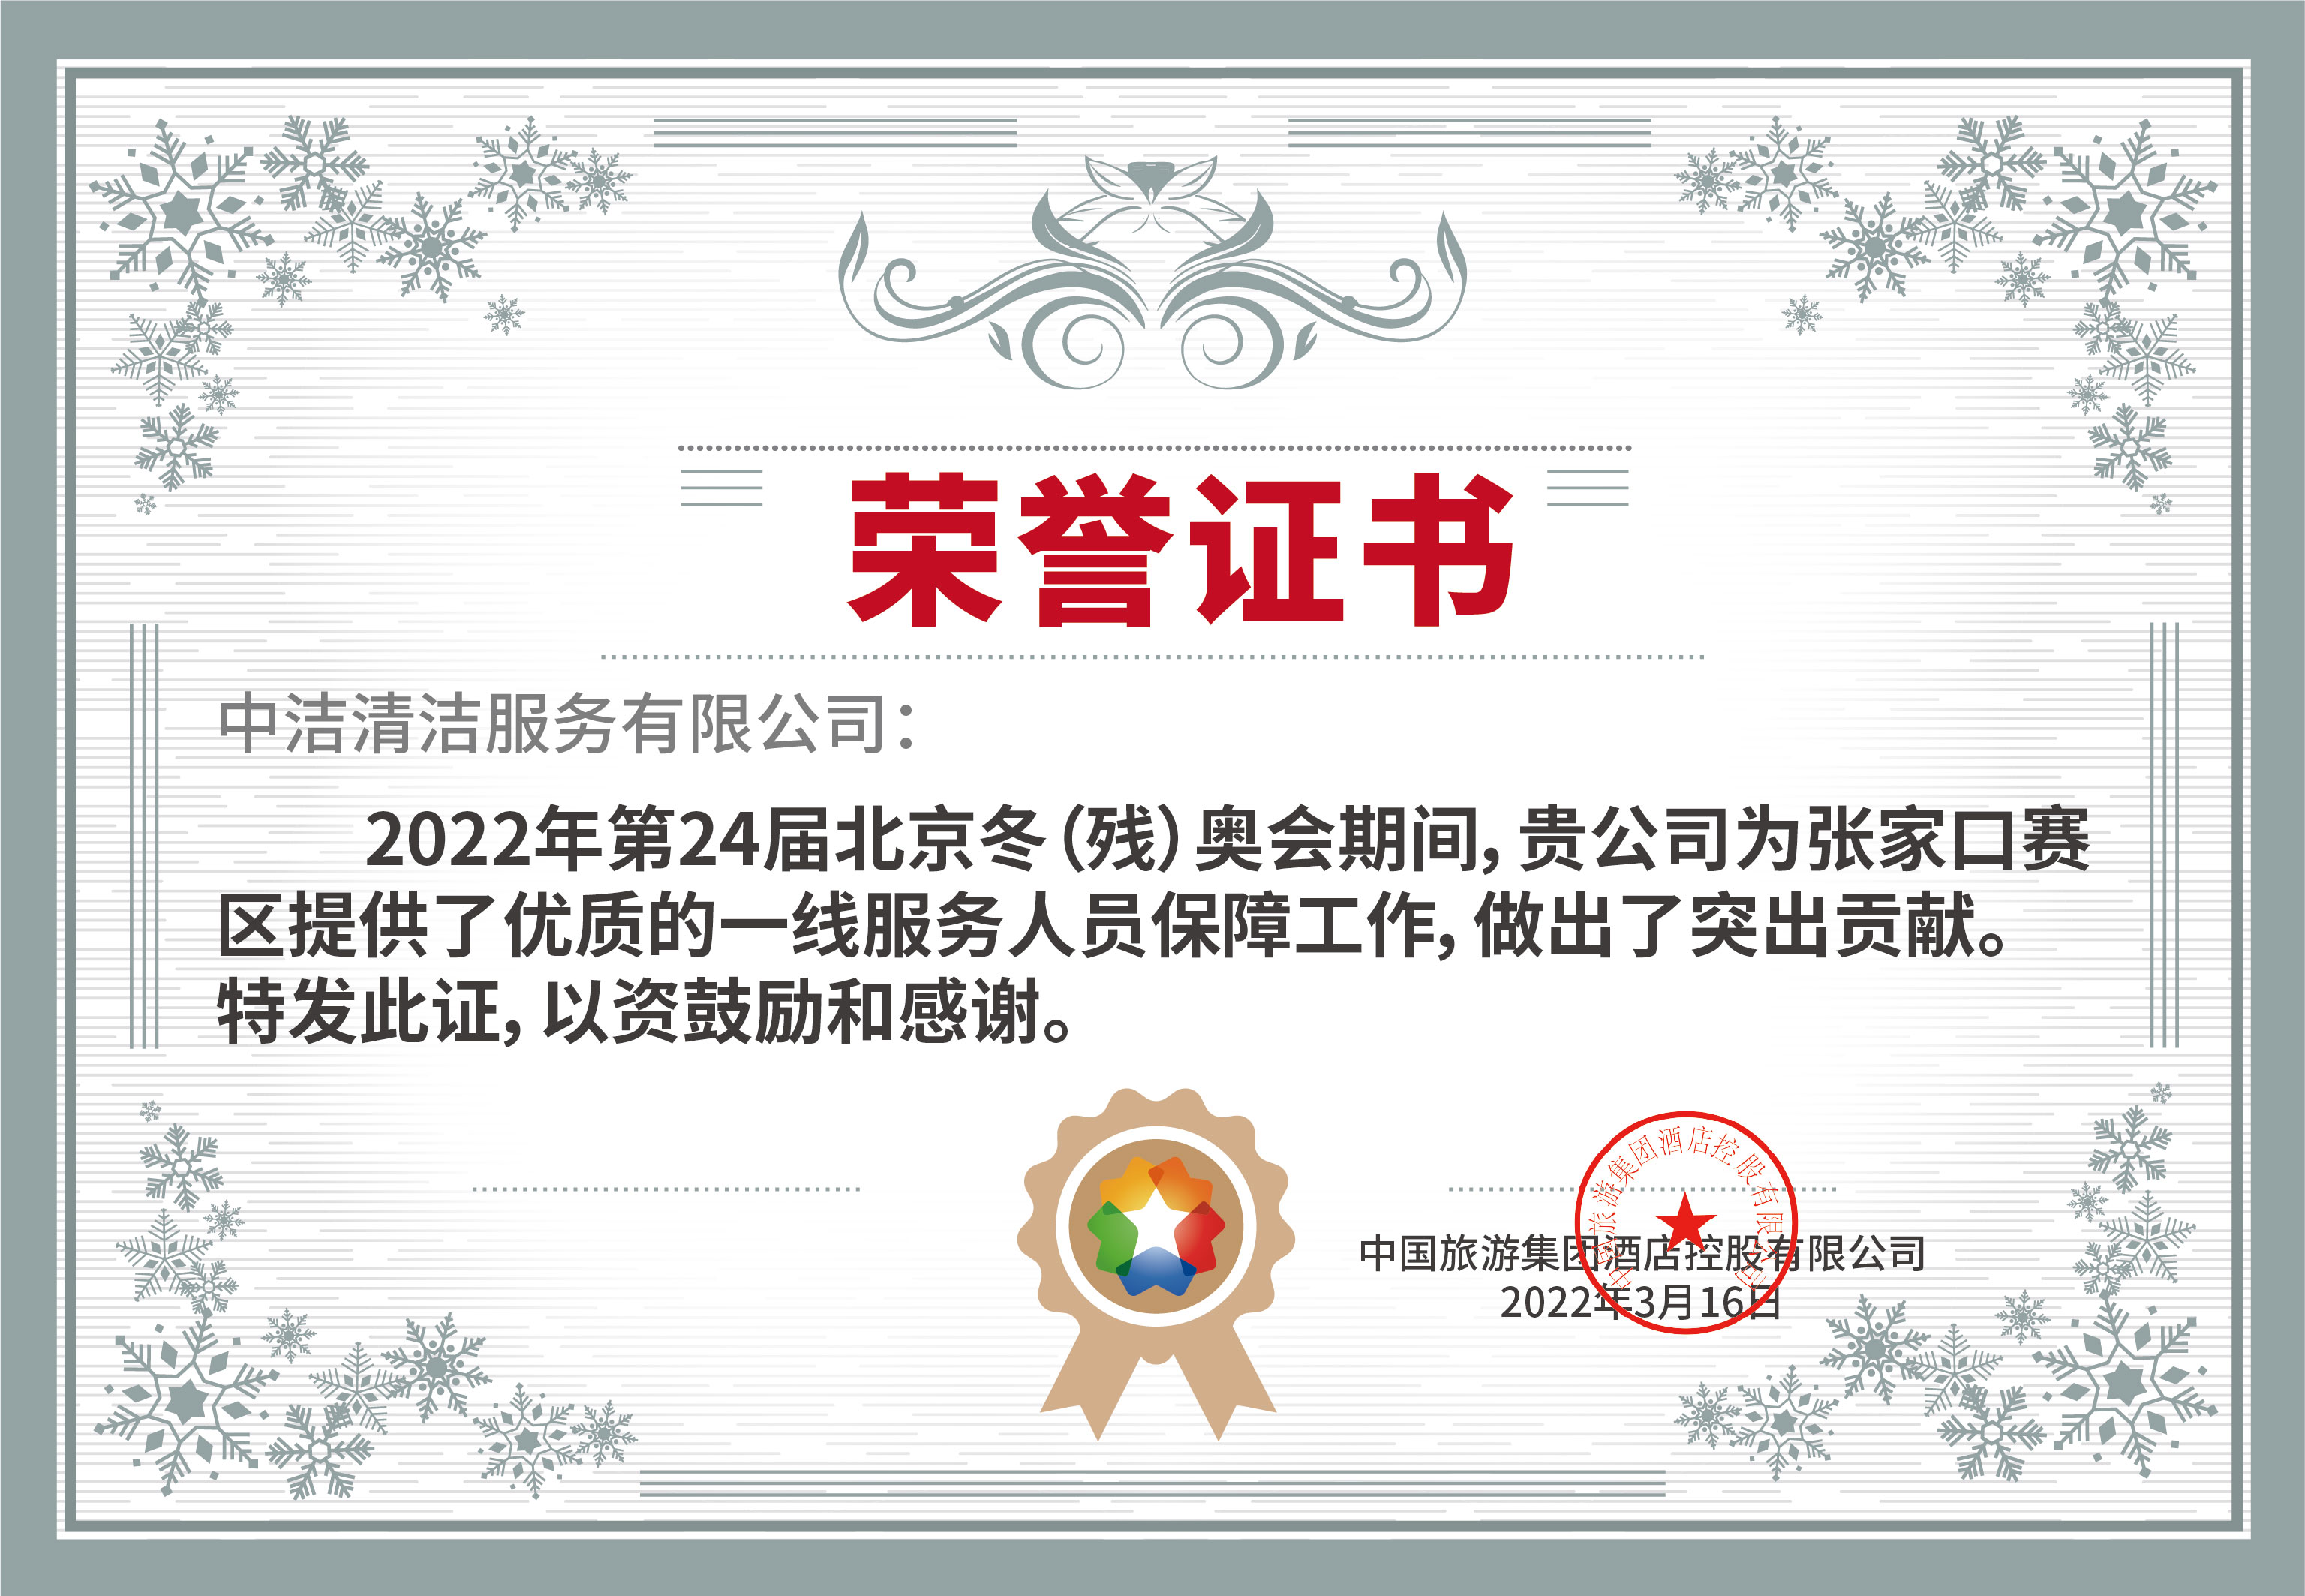 荣誉证书
中洁清洁服务有限公司：
2022年第24届北京冬（残）奥会期间，贵公司为张家口赛
区提供了优质的一线服务人员保障工作，做出了突出贡献。
特发此证，以资鼓励和感谢。
中国旅游集团酒店控股有限公司
中国旅游集团酒店控股有限公司
2022年3月16日